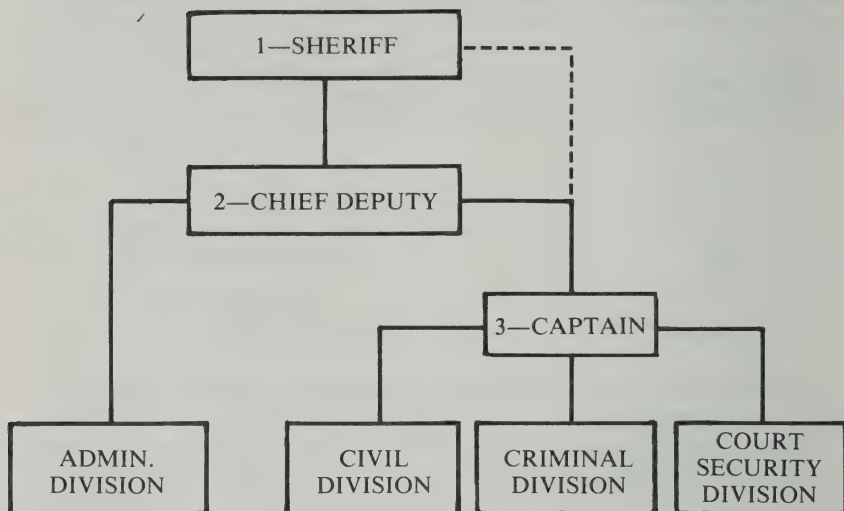 1—SHERIFF
2—CHIEF DEPUTY
3—CAPTAIN
ADMIN.
DIVISION
CIVIL
DIVISION
CRIMINAL
DIVISION
COURT
SECURITY
DIVISION